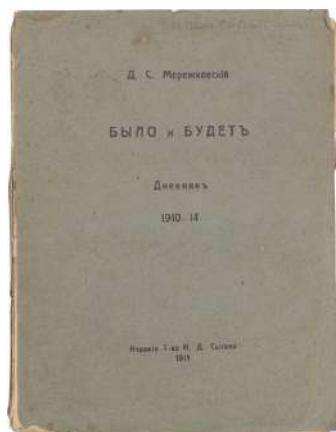 Д. С. Мережковскій
БЫЛО и БУДЕТЪ
Дневникъ
1910–14
Изданіе Т-ва И. Д. Сытина
1915